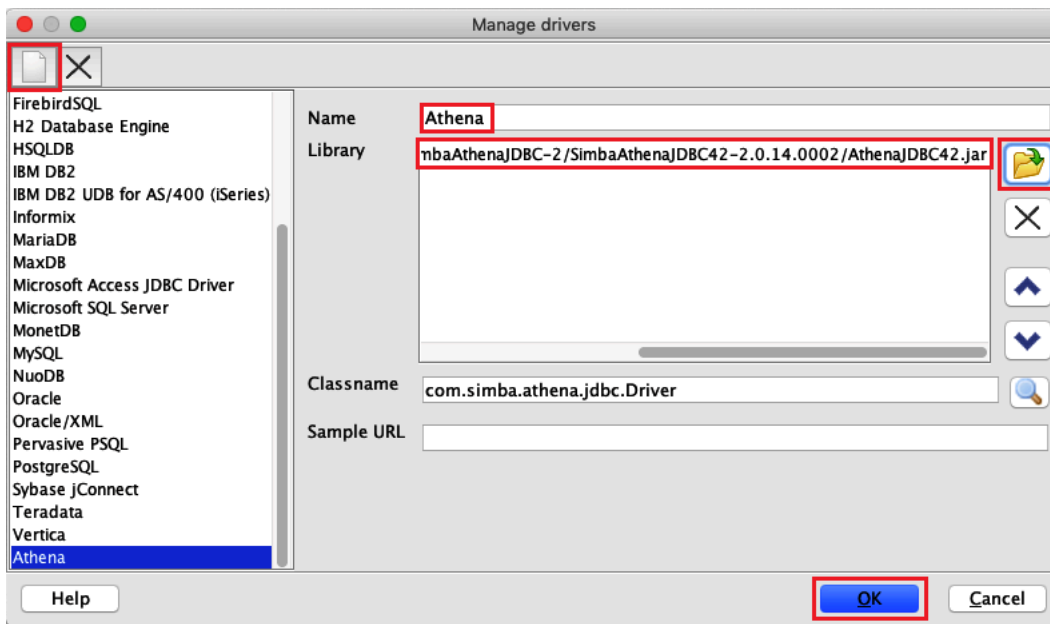 Manage drivers
FirebirdSQL
H2 Database Engine
HSQLDB
IBM DB2
IBM DB2 UDB for AS/400 (iSeries)
Informix
MariaDB
MaxDB
Microsoft Access JDBC Driver
Microsoft SQL Server
MonetDB
MySQL
NuoDB
Oracle
Oracle/XML
Pervasive PSQL
PostgreSQL
Sybase jConnect
Teradata
Vertica
Athena
Name Athena
Library mbaAthenaJDBC-2/SimbaAthenaJDBC42-2.0.14.0002/AthenaJDBC42.jar
Classname com.simba.athena.jdbc.Driver
Sample URL
Help OK Cancel